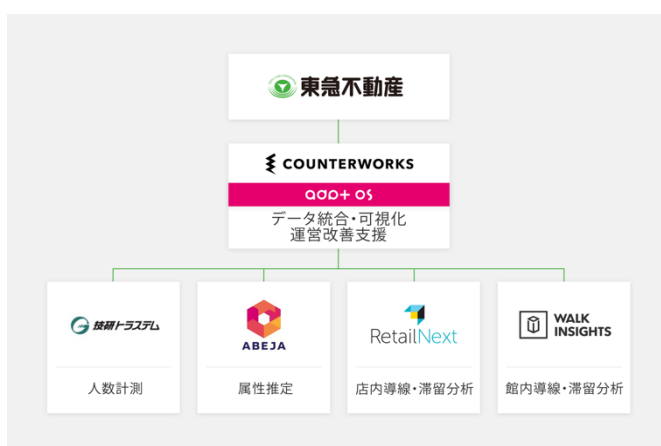 東急不動産
COUNTERWORKS
adptOS
データ統合・可視化
運営改善支援
技研トラステム
ABEJA
RetailNext
WALK
INSIGHTS
人数計測
属性推定
店内導線・滞留分析
館内導線・滞留分析